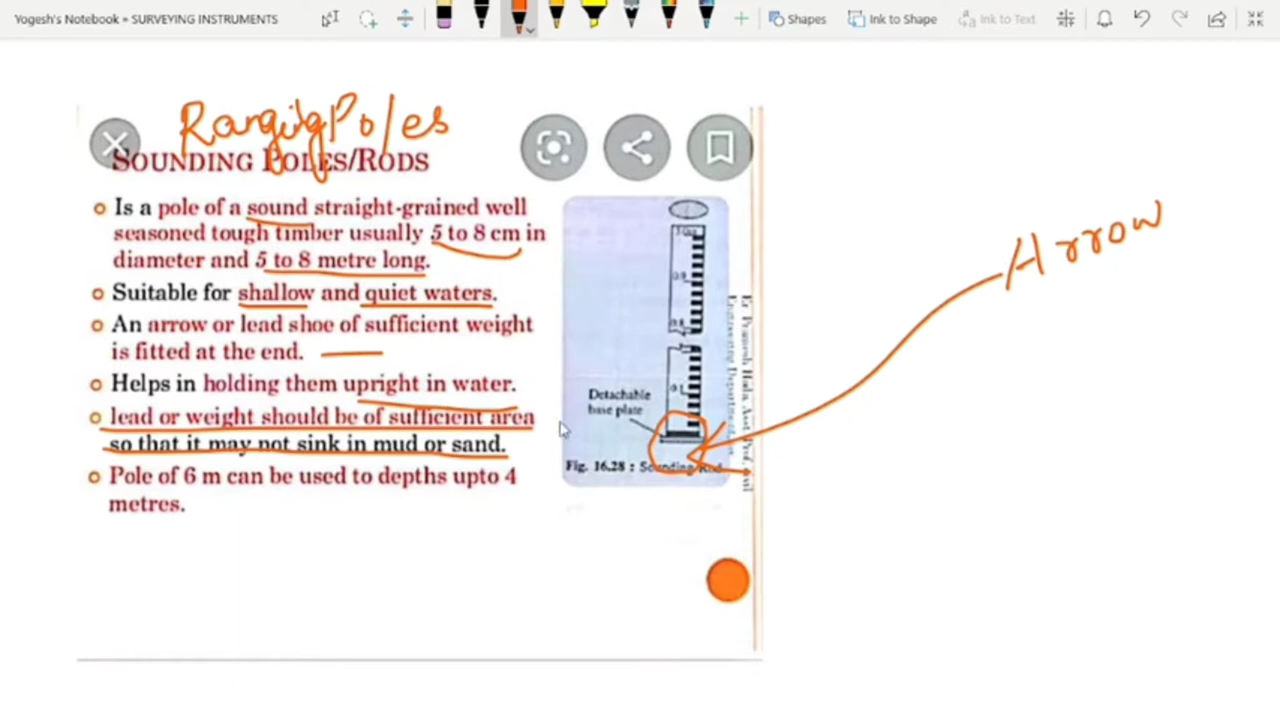 Yogesh's Notebook » SURVEYING INSTRUMENTS
Shapes
Ink to Shape
Ink to Text
Ranging Poles
SOUNDING POLES/RODS
Is a pole of a sound straight-grained well
seasoned tough timber usually 5 to 8 cm in
diameter and 5 to 8 metre long.
Suitable for shallow and quiet waters.
An arrow or lead shoe of sufficient weight
is fitted at the end.
Helps in holding them upright in water.
lead or weight should be of sufficient area
so that it may not sink in mud or sand.
Pole of 6 m can be used to depths upto 4
metres.
Detachable
base plate
Fig. 16.28 : Sounding Rod
Arrow